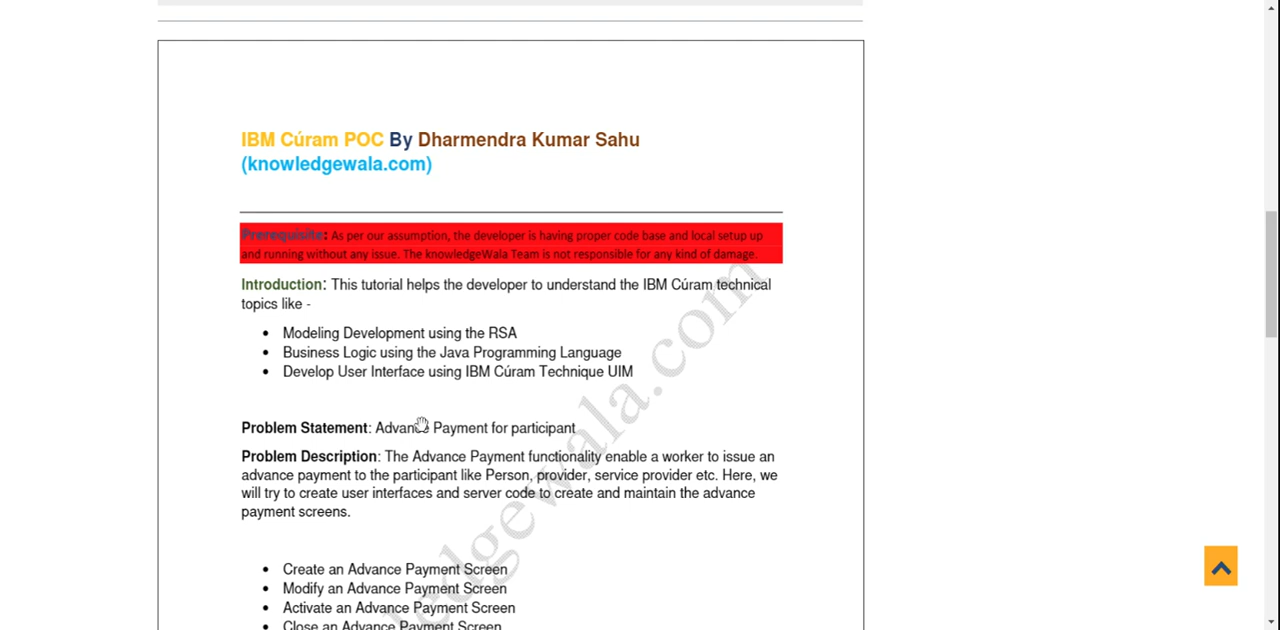 IBM Cúram POC By Dharmendra Kumar Sahu
(knowledgewala.com)
Prerequisite: As per our assumption, the developer is having proper code base and local setup up
and running without any issue. The knowledgeWala Team is not responsible for any kind of damage.
Introduction: This tutorial helps the developer to understand the IBM Cúram technical
topics like -
• Modeling Development using the RSA
• Business Logic using the Java Programming Language
• Develop User Interface using IBM Cúram Technique UIM
Problem Statement: Advance Payment for participant
Problem Description: The Advance Payment functionality enable a worker to issue an
advance payment to the participant like Person, provider, service provider etc. Here, we
will try to create user interfaces and server code to create and maintain the advance
payment screens.
• Create an Advance Payment Screen
• Modify an Advance Payment Screen
• Activate an Advance Payment Screen
• Close an Advance Payment Screen
ledgewala.com